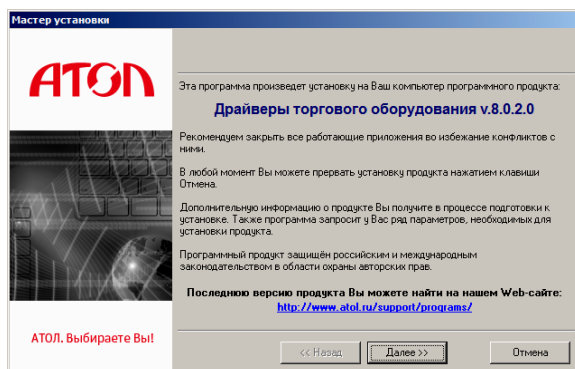 Мастер установки
АТОЛ
Эта программа произведет установку на Ваш компьютер программного продукта:
Драйверы торгового оборудования v.8.0.2.0
Рекомендуем закрыть все работающие приложения во избежание конфликтов с
ними.
В любой момент Вы можете прервать установку продукта нажатием клавиши
Отмена.
Дополнительную информацию о продукте Вы получите в процессе подготовки к
установке. Также программа запросит у Вас ряд параметров, необходимых для
установки продукта.
Программный продукт защищён российским и международным
законодательством в области охраны авторских прав.
Последнюю версию продукта Вы можете найти на нашем Web-сайте:
http://www.atol.ru/support/programs/
АТОЛ. Выбираете Вы!
<< Назад
Далее >>
Отмена